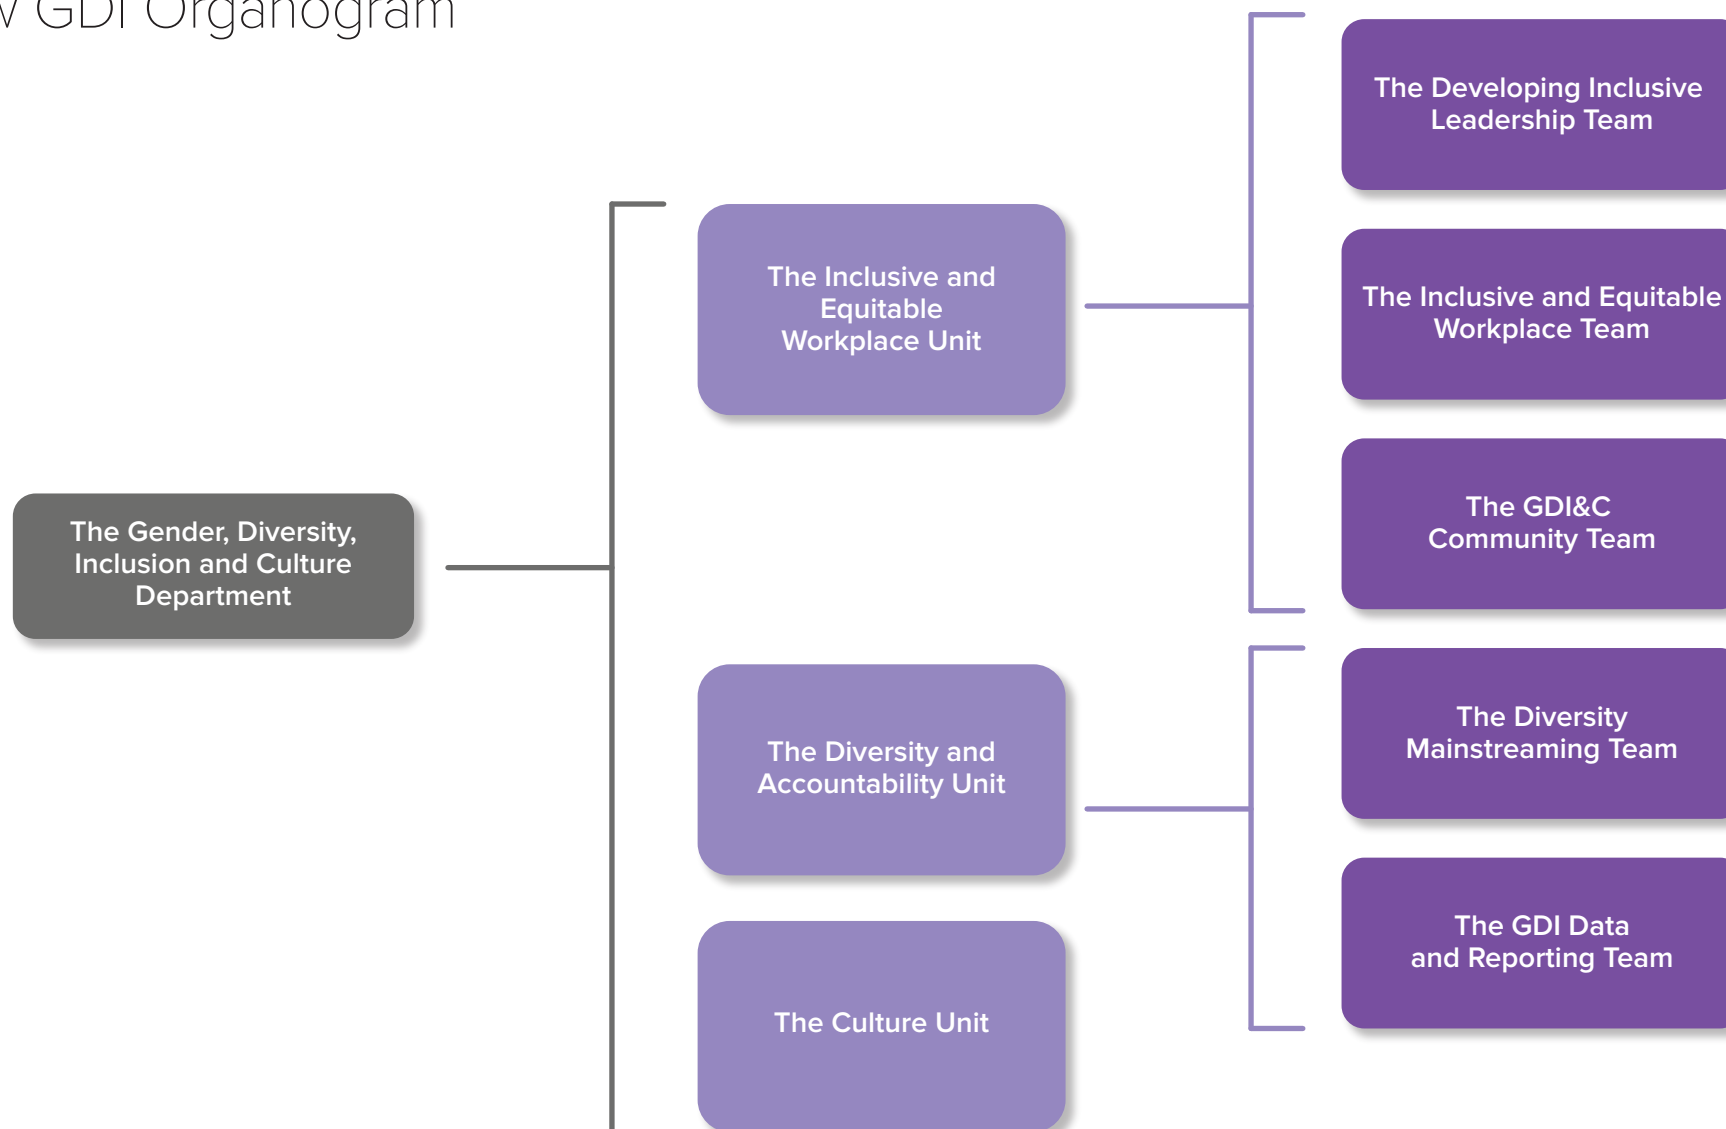 GDI Organogram
The Gender, Diversity,
Inclusion and Culture
Department
The Inclusive and
Equitable
Workplace Unit
The Diversity and
Accountability Unit
The Culture Unit
The Developing Inclusive
Leadership Team
The Inclusive and Equitable
Workplace Team
The GDI&C
Community Team
The Diversity
Mainstreaming Team
The GDI Data
and Reporting Team